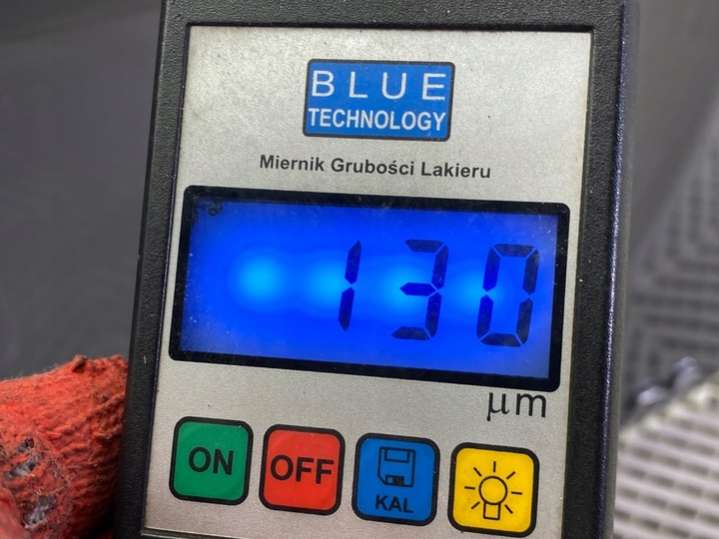 BLUE
TECHNOLOGY
Miernik Grubości Lakieru
130
μm
ON OFF KAL